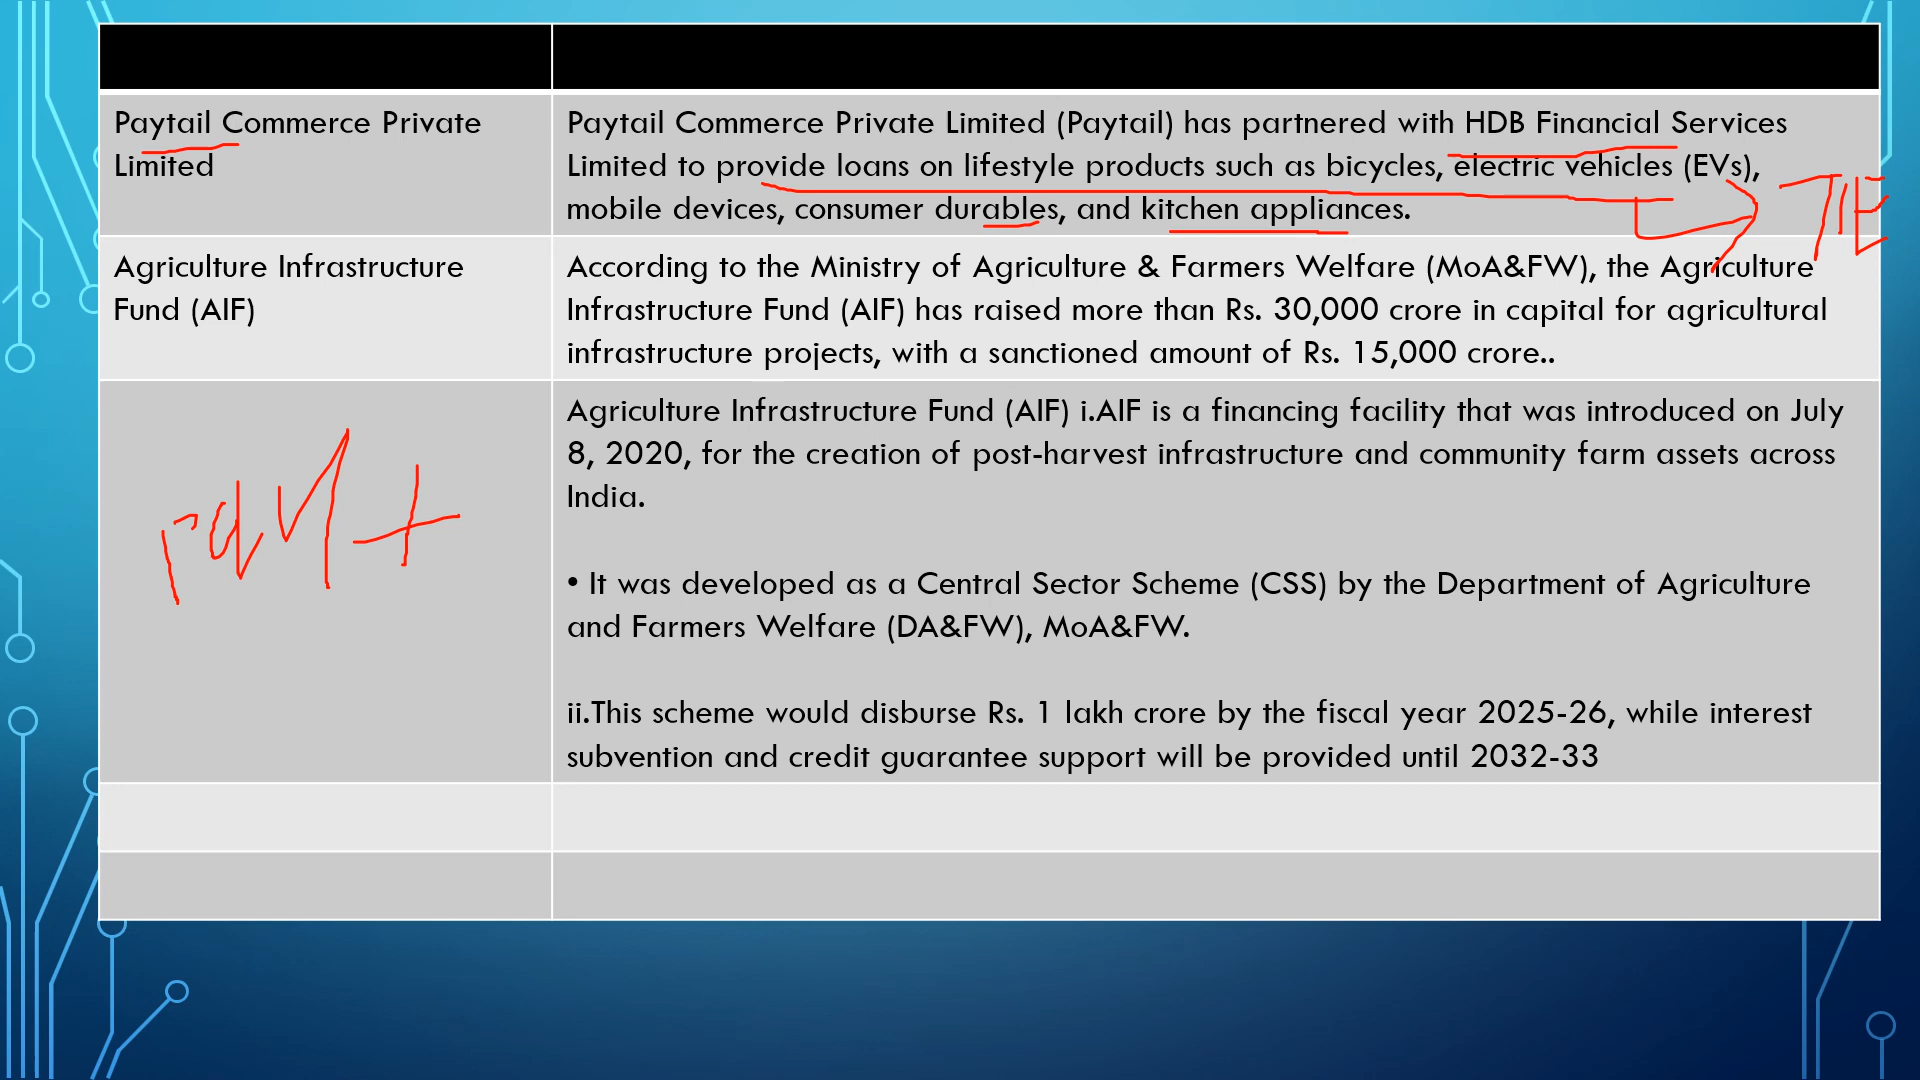 Paytail Commerce Private
Limited
Paytail Commerce Private Limited (Paytail) has partnered with HDB Financial Services
Limited to provide loans on lifestyle products such as bicycles, electric vehicles (EVs),
mobile devices, consumer durables, and kitchen appliances.
Agriculture Infrastructure
Fund (AIF)
According to the Ministry of Agriculture & Farmers Welfare (MoA&FW), the Agriculture
Infrastructure Fund (AIF) has raised more than Rs. 30,000 crore in capital for agricultural
infrastructure projects, with a sanctioned amount of Rs. 15,000 crore..
Agriculture Infrastructure Fund (AIF) i.AIF is a financing facility that was introduced on July
8, 2020, for the creation of post-harvest infrastructure and community farm assets across
India.
• It was developed as a Central Sector Scheme (CSS) by the Department of Agriculture
and Farmers Welfare (DA&FW), MoA&FW.
ii.This scheme would disburse Rs. 1 lakh crore by the fiscal year 2025-26, while interest
subvention and credit guarantee support will be provided until 2032-33